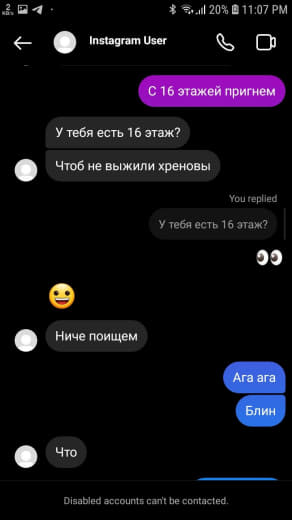 2 KB/s 20% 11:07 PM
Instagram User
С 16 этажей пригнем
У тебя есть 16 этаж?
Чтоб не выжили хреновы
You replied
У тебя есть 16 этаж?
Ниче поищем
Ага ага
Блин
Что
Disabled accounts can't be contacted.